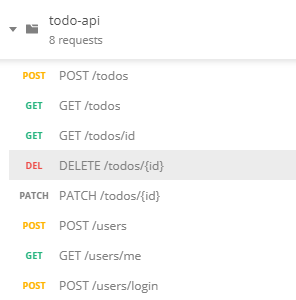 todo-api
8 requests
POST POST /todos
GET GET /todos
GET GET /todos/id
DEL DELETE /todos/{id}
PATCH PATCH /todos/{id}
POST POST /users
GET GET /users/me
POST POST /users/login